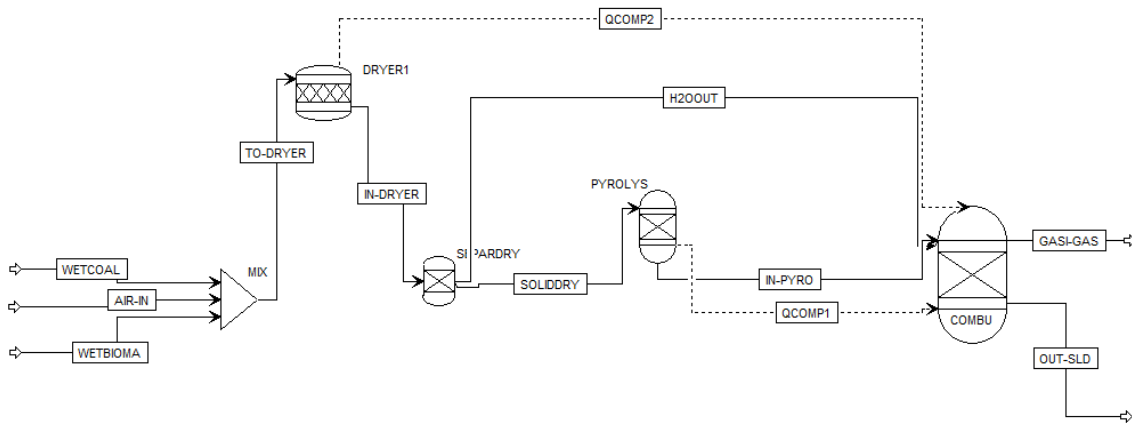 QCOMP2
DRYER1
H2OOUT
TO-DRYER
PYROLYS
IN-DRYER
GASI-GAS
SEPARDRY
WETCOAL
MIX
IN-PYRO
SOLIDDRY
AIR-IN
QCOMP1
COMBU
WETBIOMA
OUT-SLD